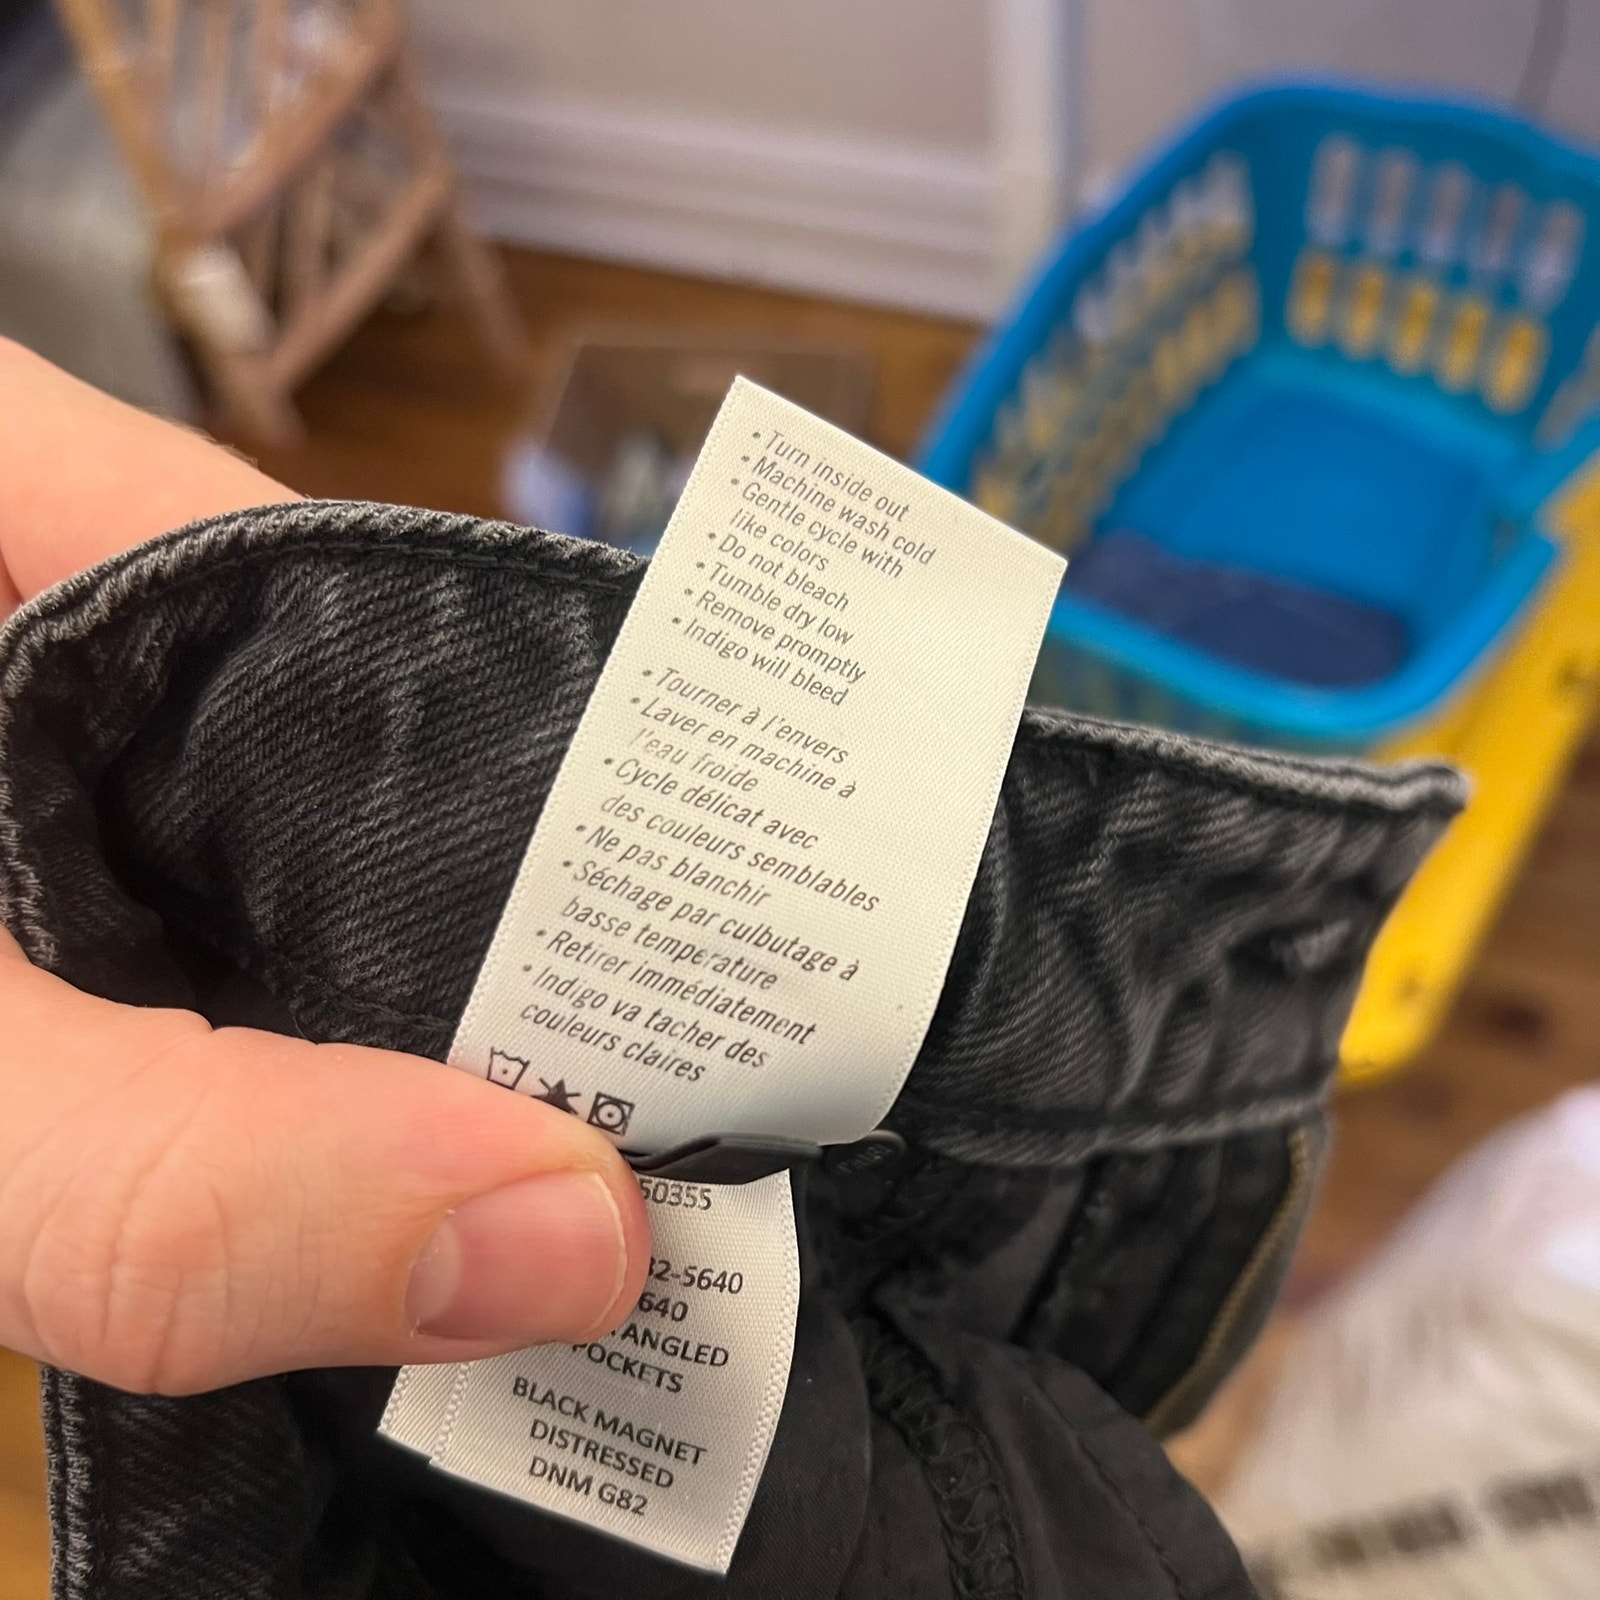 • Turn inside out
• Machine wash cold
• Gentle cycle with
like colors
• Do not bleach
• Tumble dry low
• Remove promptly
• Indigo will bleed
• Tourner à l'envers
• Laver en machine à
l'eau froide
• Cycle délicat avec
des couleurs semblables
• Ne pas blanchir
• Séchage par culbutage à
basse température
• Retirer immédiatement
• Indigo va tacher des
couleurs claires
50355
32-5640
640
ANGLED
POCKETS
BLACK MAGNET
DISTRESSED
DNM G82